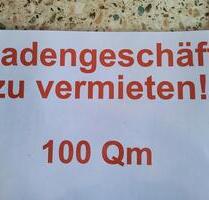 adengeschäf
zu vermieten!
100 Qm